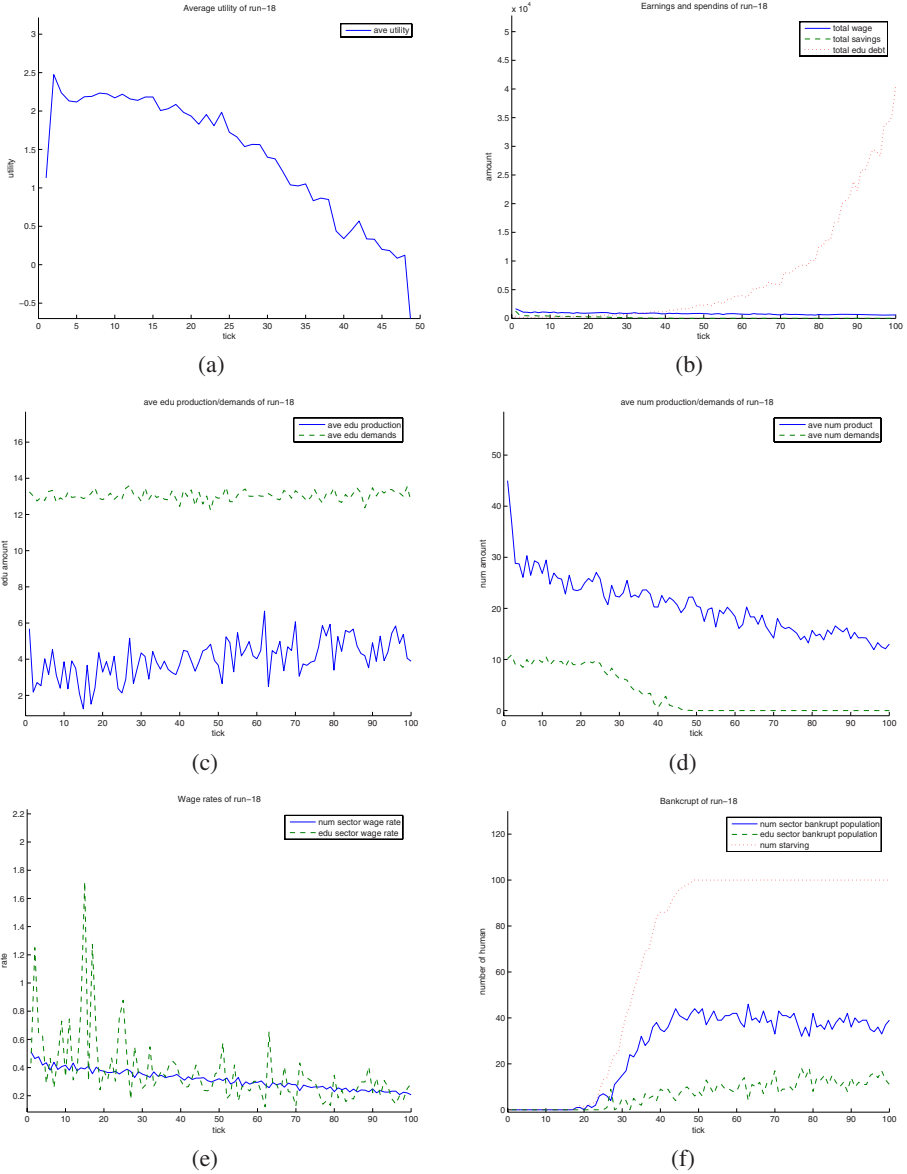 Average utility of run−18
ave utility
3
2.5
2
1.5
1
0.5
0
−0.5
utility
0 5 10 15 20 25 30 35 40 45 50
tick
(a)
Earnings and spendins of run−18
x 10⁴
total wage
total savings
total edu debt
5
4.5
4
3.5
3
2.5
2
1.5
1
0.5
0
amount
0 10 20 30 40 50 60 70 80 90 100
tick
(b)
ave edu production/demands of run−18
ave edu production
ave edu demands
16
14
12
10
8
6
4
2
edu amount
0 10 20 30 40 50 60 70 80 90 100
tick
(c)
ave num production/demands of run−18
ave num product
ave num demands
50
40
30
20
10
0
num amount
0 10 20 30 40 50 60 70 80 90 100
tick
(d)
Wage rates of run−18
num sector wage rate
edu sector wage rate
2.2
2
1.8
1.6
1.4
1.2
1
0.8
0.6
0.4
0.2
rate
0 10 20 30 40 50 60 70 80 90 100
tick
(e)
Bankcrupt of run−18
num sector bankrupt population
edu sector bankrupt population
num starving
120
100
80
60
40
20
0
number of human
0 10 20 30 40 50 60 70 80 90 100
tick
(f)